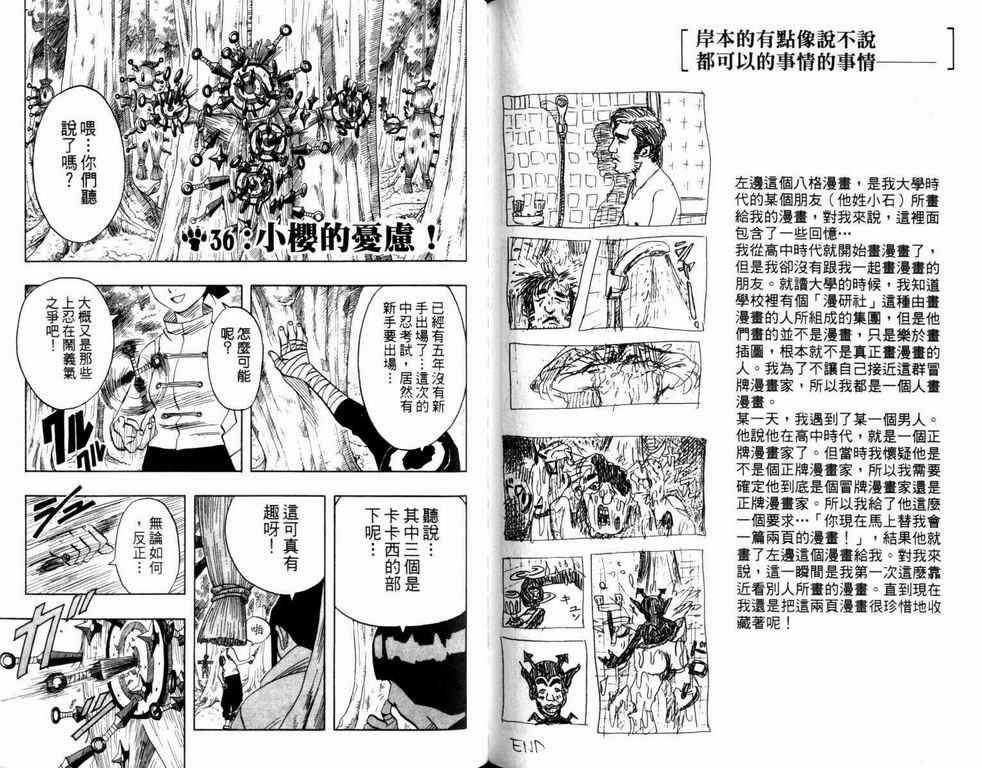 岸本的有點像說不說
都可以的事情的事情
左邊這個八格漫畫，是我大學時
代的某個朋友（他姓小石）所畫
給我的漫畫，對我來說，這裡面
包含了一些回憶…
我從高中時代就開始畫漫畫了，
但是我卻沒有跟我一起畫漫畫的
朋友。就讀大學的時候，我知道
學校裡有個「漫研社」這種由畫
漫畫的人所組成的集團，但是他
們畫的並不是漫畫，只是樂於畫
插圖，根本就不是真正畫漫畫的
人。我為了不讓自己接近這群冒
牌漫畫家，所以我都是一個人畫
漫畫。
某一天，我遇到了某一個男人。
他說他在高中時代，就是一個正
牌漫畫家了。但當時我懷疑他是
不是個正牌漫畫家，所以我需要
確定他到底是個冒牌漫畫家還是
正牌漫畫家。所以我給了他這麼
一個要求…「你現在馬上替我會
一篇兩頁的漫畫！」，結果他就
畫了左邊這個漫畫給我。對我來
說，這一瞬間是我第一次這麼靠
近看別人所畫的漫畫。直到現在
我還是把這兩頁漫畫很珍惜地收
藏著呢！
キュッ
END
喂…你們聽
說了嗎？
36：小櫻的憂慮！
已經有五年沒有新
手出場了…這次的
中忍考試，居然有
新手要出場…
怎麼可能
呢？
大概又是那些
上忍在鬧義氣
之爭吧！
クル
クル
聽說…
其中三個是
卡卡西的部
下呢…
這可真有
趣呀！
啪
無論如何
，反正…
シュ
ガッ